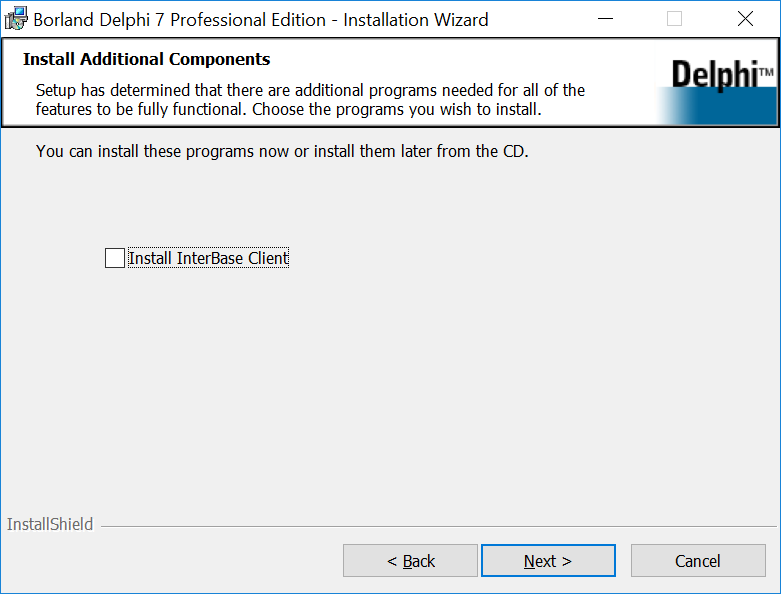 Borland Delphi 7 Professional Edition - Installation Wizard
Install Additional Components
Setup has determined that there are additional programs needed for all of the
features to be fully functional. Choose the programs you wish to install.
Delphi™
You can install these programs now or install them later from the CD.
Install InterBase Client
InstallShield
< Back
Next >
Cancel